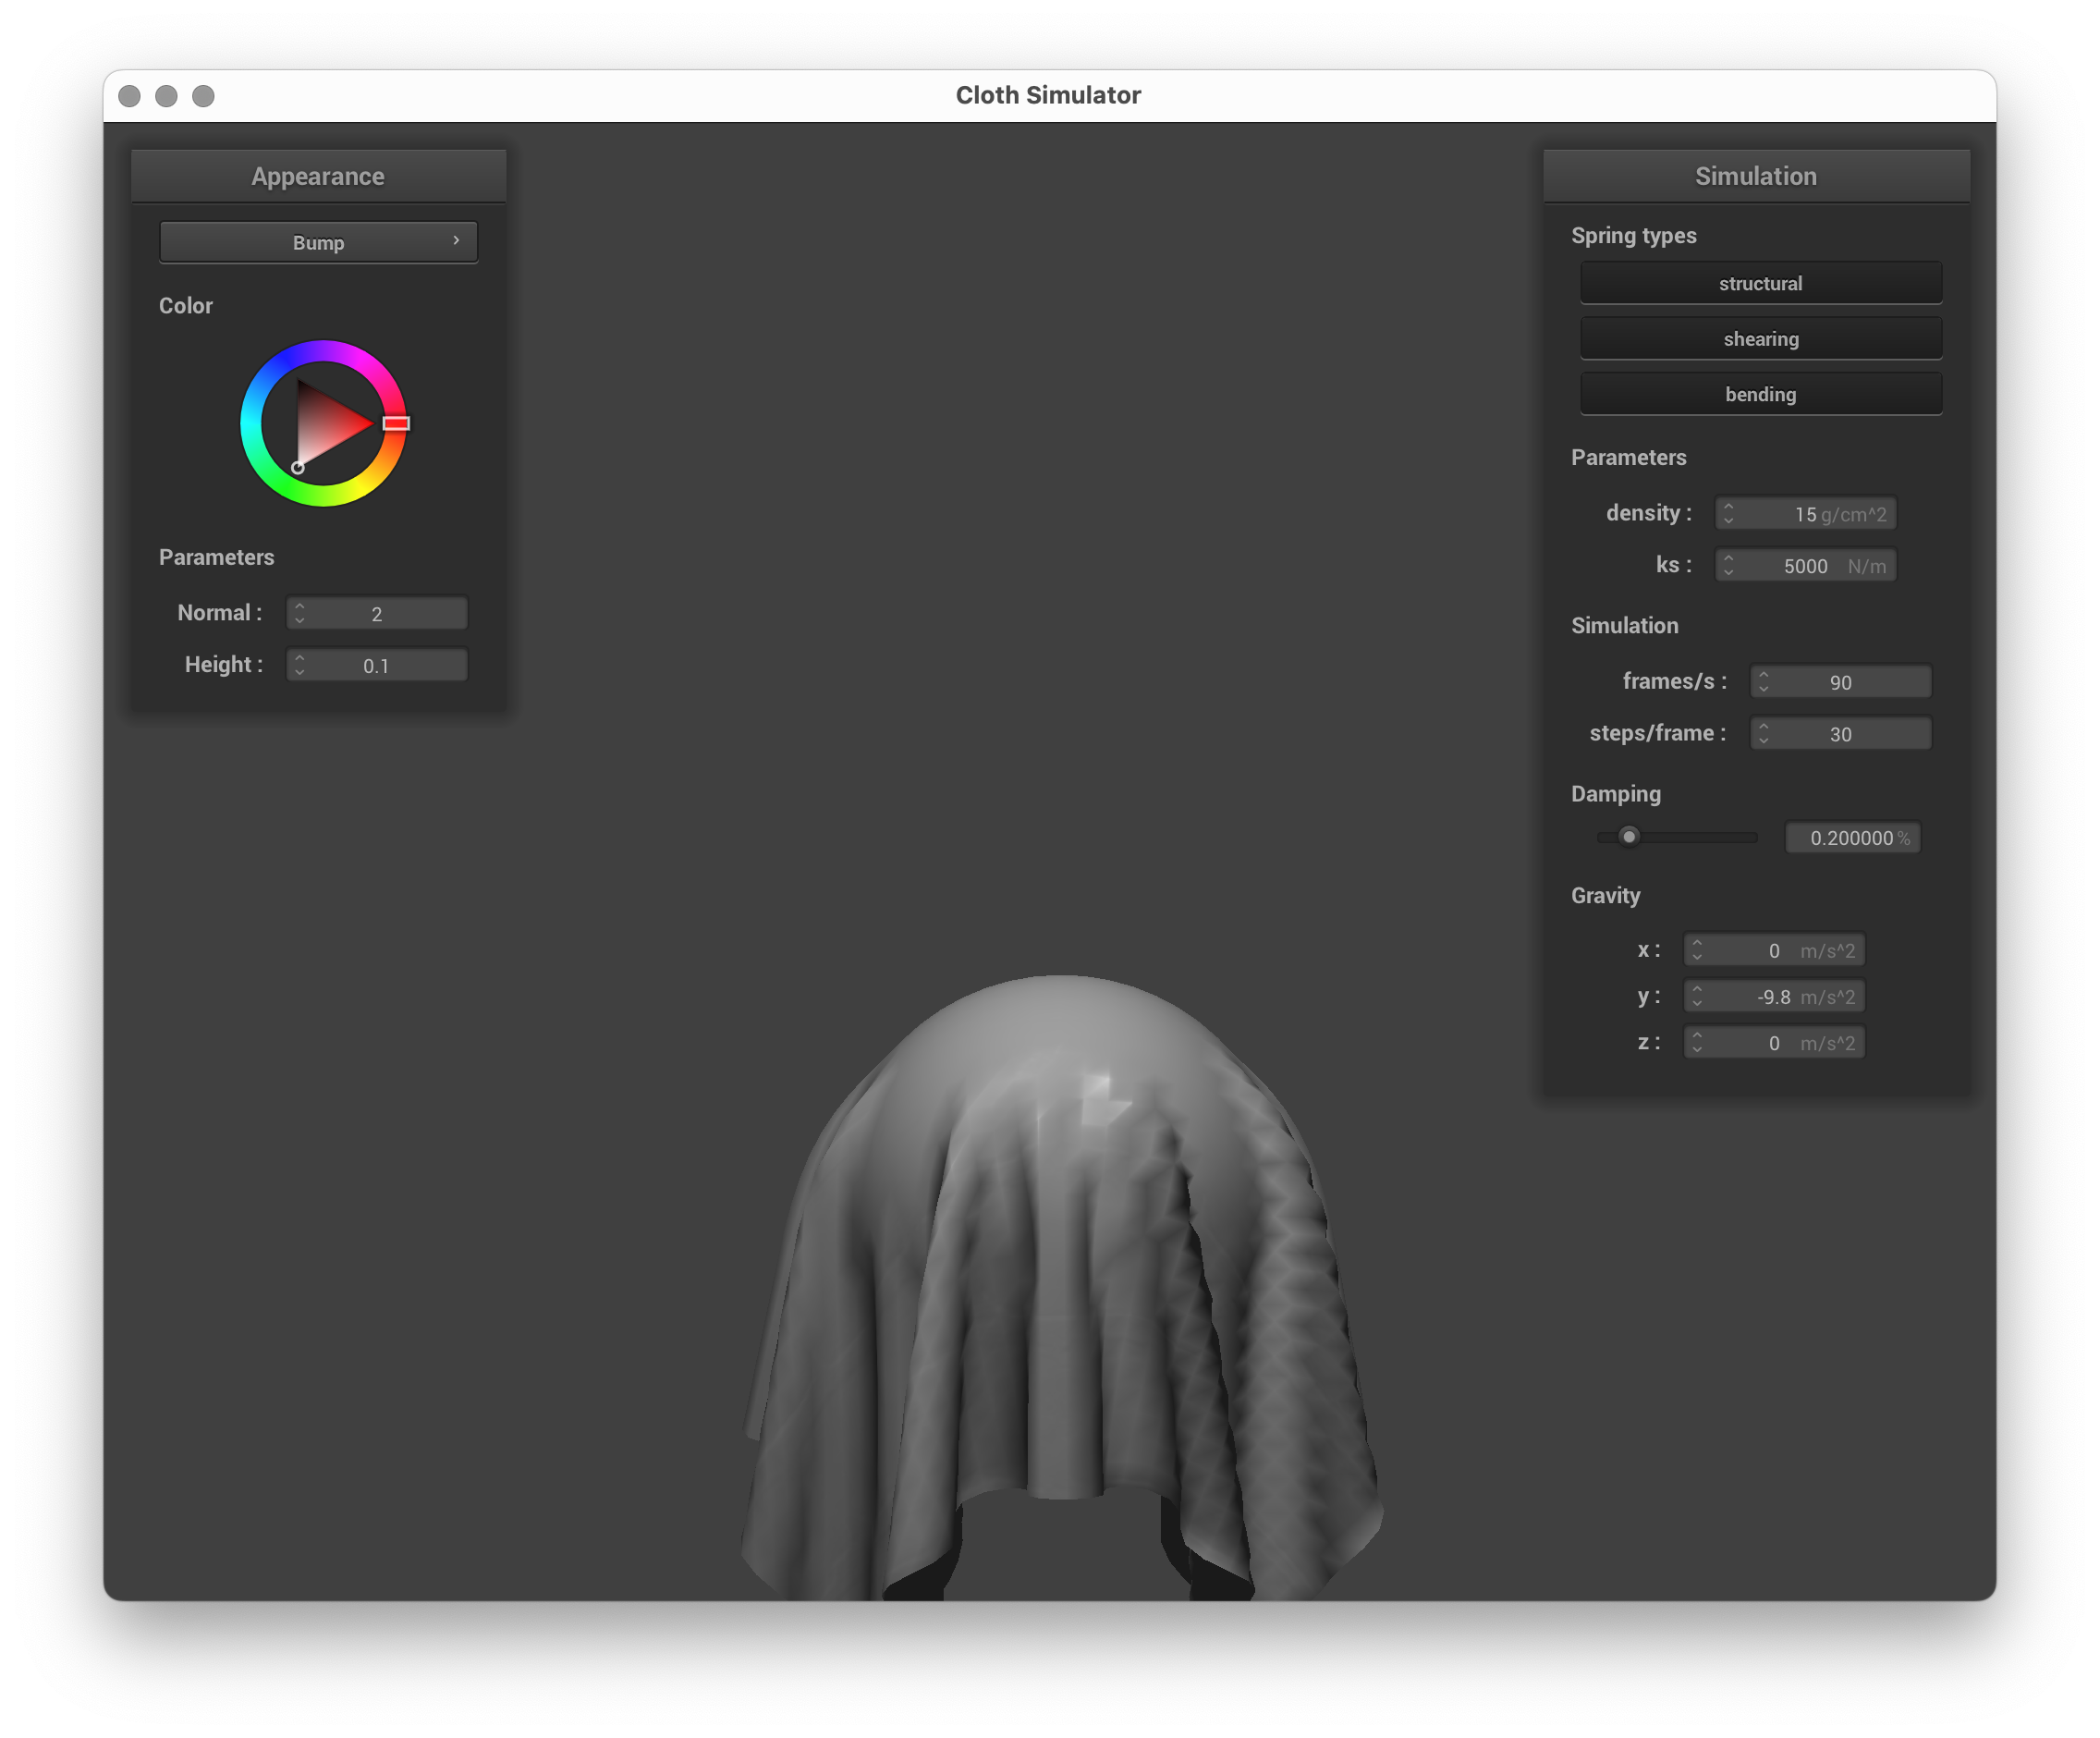 Cloth Simulator
Appearance
Bump
Color
Parameters
Normal : 2
Height : 0.1
Simulation
Spring types
structural
shearing
bending
Parameters
density : 15 g/cm^2
ks : 5000 N/m
Simulation
frames/s : 90
steps/frame : 30
Damping
0.200000 %
Gravity
x : 0 m/s^2
y : -9.8 m/s^2
z : 0 m/s^2